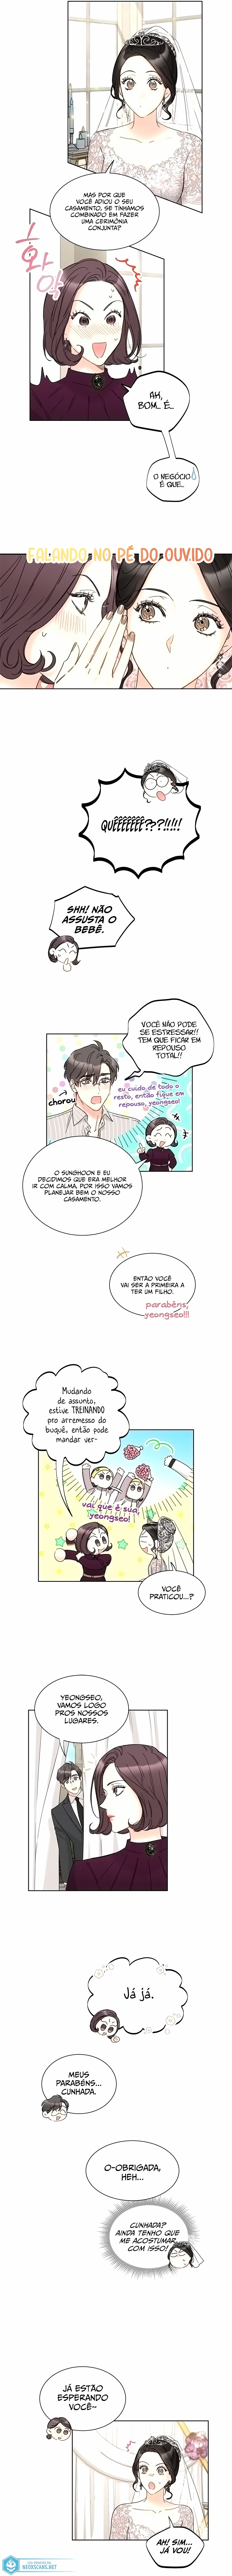 MAS POR QUE
VOCÊ ADIOU O SEU
CASAMENTO, SE TÍNHAMOS
COMBINADO EM FAZER
UMA CERIMÔNIA
CONJUNTA?
화
악
AH,
BOM.. É..
O NEGÓCIO
É QUE..
FALANDO NO PÉ DO OUVIDO
QUÊÊÊÊÊÊÊ???!!!!
SHH! NÃO
ASSUSTA O
BEBÊ.
VOCÊ NÃO PODE
SE ESTRESSAR!!
TEM QUE FICAR EM
REPOUSO
TOTAL!!
chorou
eu cuido de todo o
resto, então fique em
repouso, yeongseo!
O SUNGHOON E EU
DECIDIMOS QUE ERA MELHOR
IR COM CALMA, POR ISSO VAMOS
PLANEJAR BEM O NOSSO
CASAMENTO.
ENTÃO VOCÊ
VAI SER A PRIMEIRA A
TER UM FILHO.
parabéns,
yeongseo!!!
Mudando
de assunto,
estive TREINANDO
pro arremesso do
buquê, então pode
mandar ver~
vai que é sua,
yeongseo!
VOCÊ
PRATICOU...?
YEONGSEO,
VAMOS LOGO
PROS NOSSOS
LUGARES.
Já já.
MEUS
PARABÉNS...
CUNHADA.
O-OBRIGADA,
HEH...
CUNHADA?
AINDA TENHO QUE
ME ACOSTUMAR
COM ISSO!
JÁ ESTÃO
ESPERANDO
VOCÊ~
AH! SIM...
JÁ VOU!
NEOXSCANS.NET